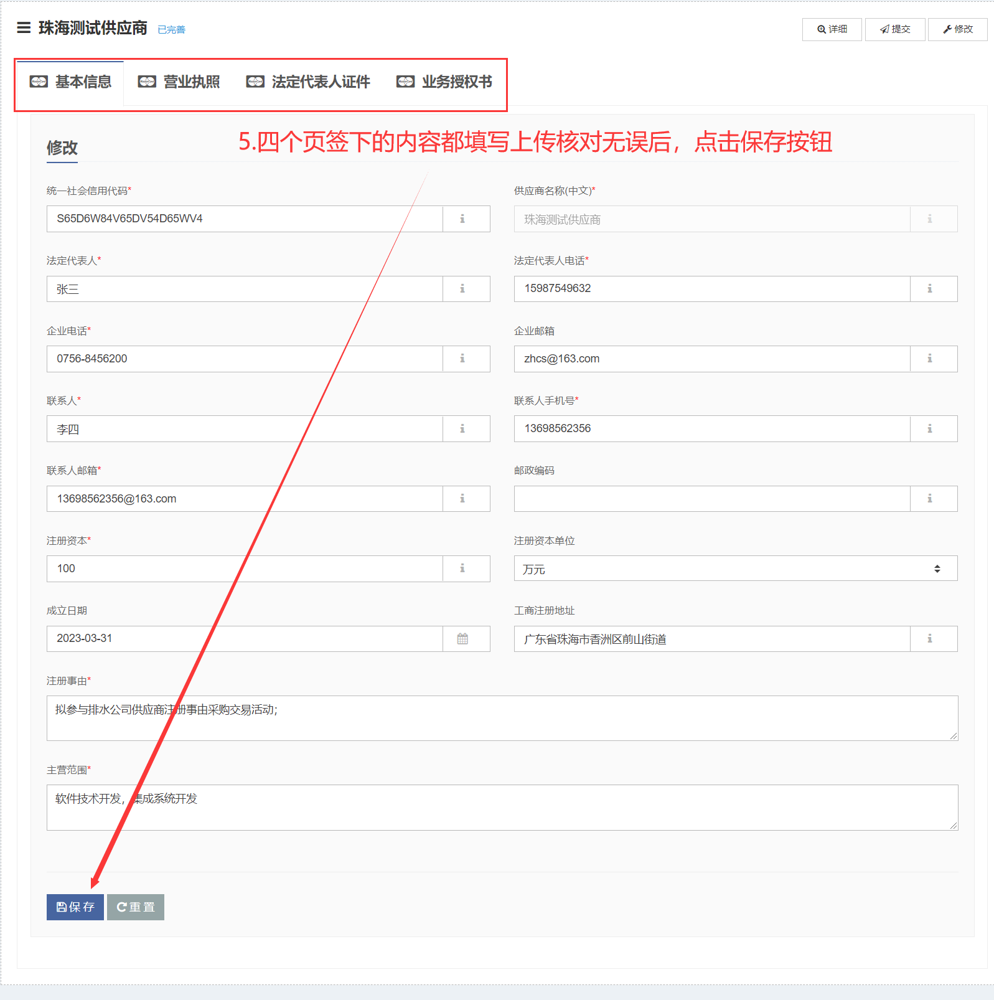 珠海测试供应商 已完善 详细 提交 修改
基本信息 营业执照 法定代表人证件 业务授权书
修改
5.四个页签下的内容都填写上传核对无误后，点击保存按钮
统一社会信用代码* 供应商名称(中文)*
S65D6W84V65DV54D65WV4 珠海测试供应商
法定代表人* 法定代表人电话*
张三 15987549632
企业电话* 企业邮箱
0756-8456200 zhcs@163.com
联系人* 联系人手机号*
李四 13698562356
联系人邮箱* 邮政编码
13698562356@163.com
注册资本* 注册资本单位
100 万元
成立日期 工商注册地址
2023-03-31 广东省珠海市香洲区前山街道
注册事由*
拟参与排水公司供应商注册事由采购交易活动;
主营范围*
软件技术开发，集成系统开发
保存 重置